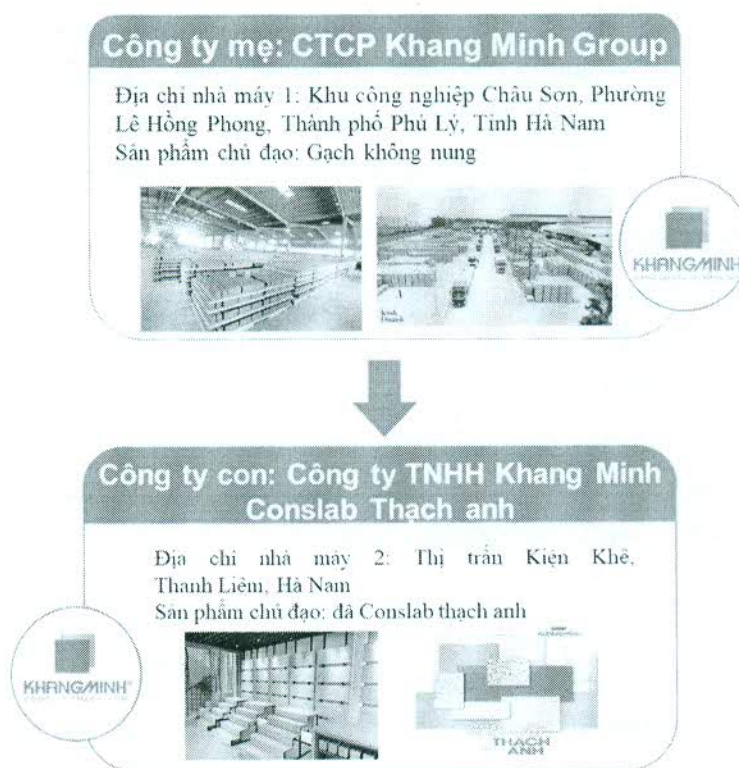 Công ty mẹ: CTCP Khang Minh Group
Địa chỉ nhà máy 1: Khu công nghiệp Châu Sơn, Phường
Lê Hồng Phong, Thành phố Phủ Lý, Tỉnh Hà Nam
Sản phẩm chủ đạo: Gạch không nung
KHANGMINH
Công ty con: Công ty TNHH Khang Minh
Conslab Thạch anh
Địa chỉ nhà máy 2: Thị trấn Kiện Khê,
Thanh Liêm, Hà Nam
Sản phẩm chủ đạo: đá Conslab thạch anh
KHANGMINH
THẠCH
ANH